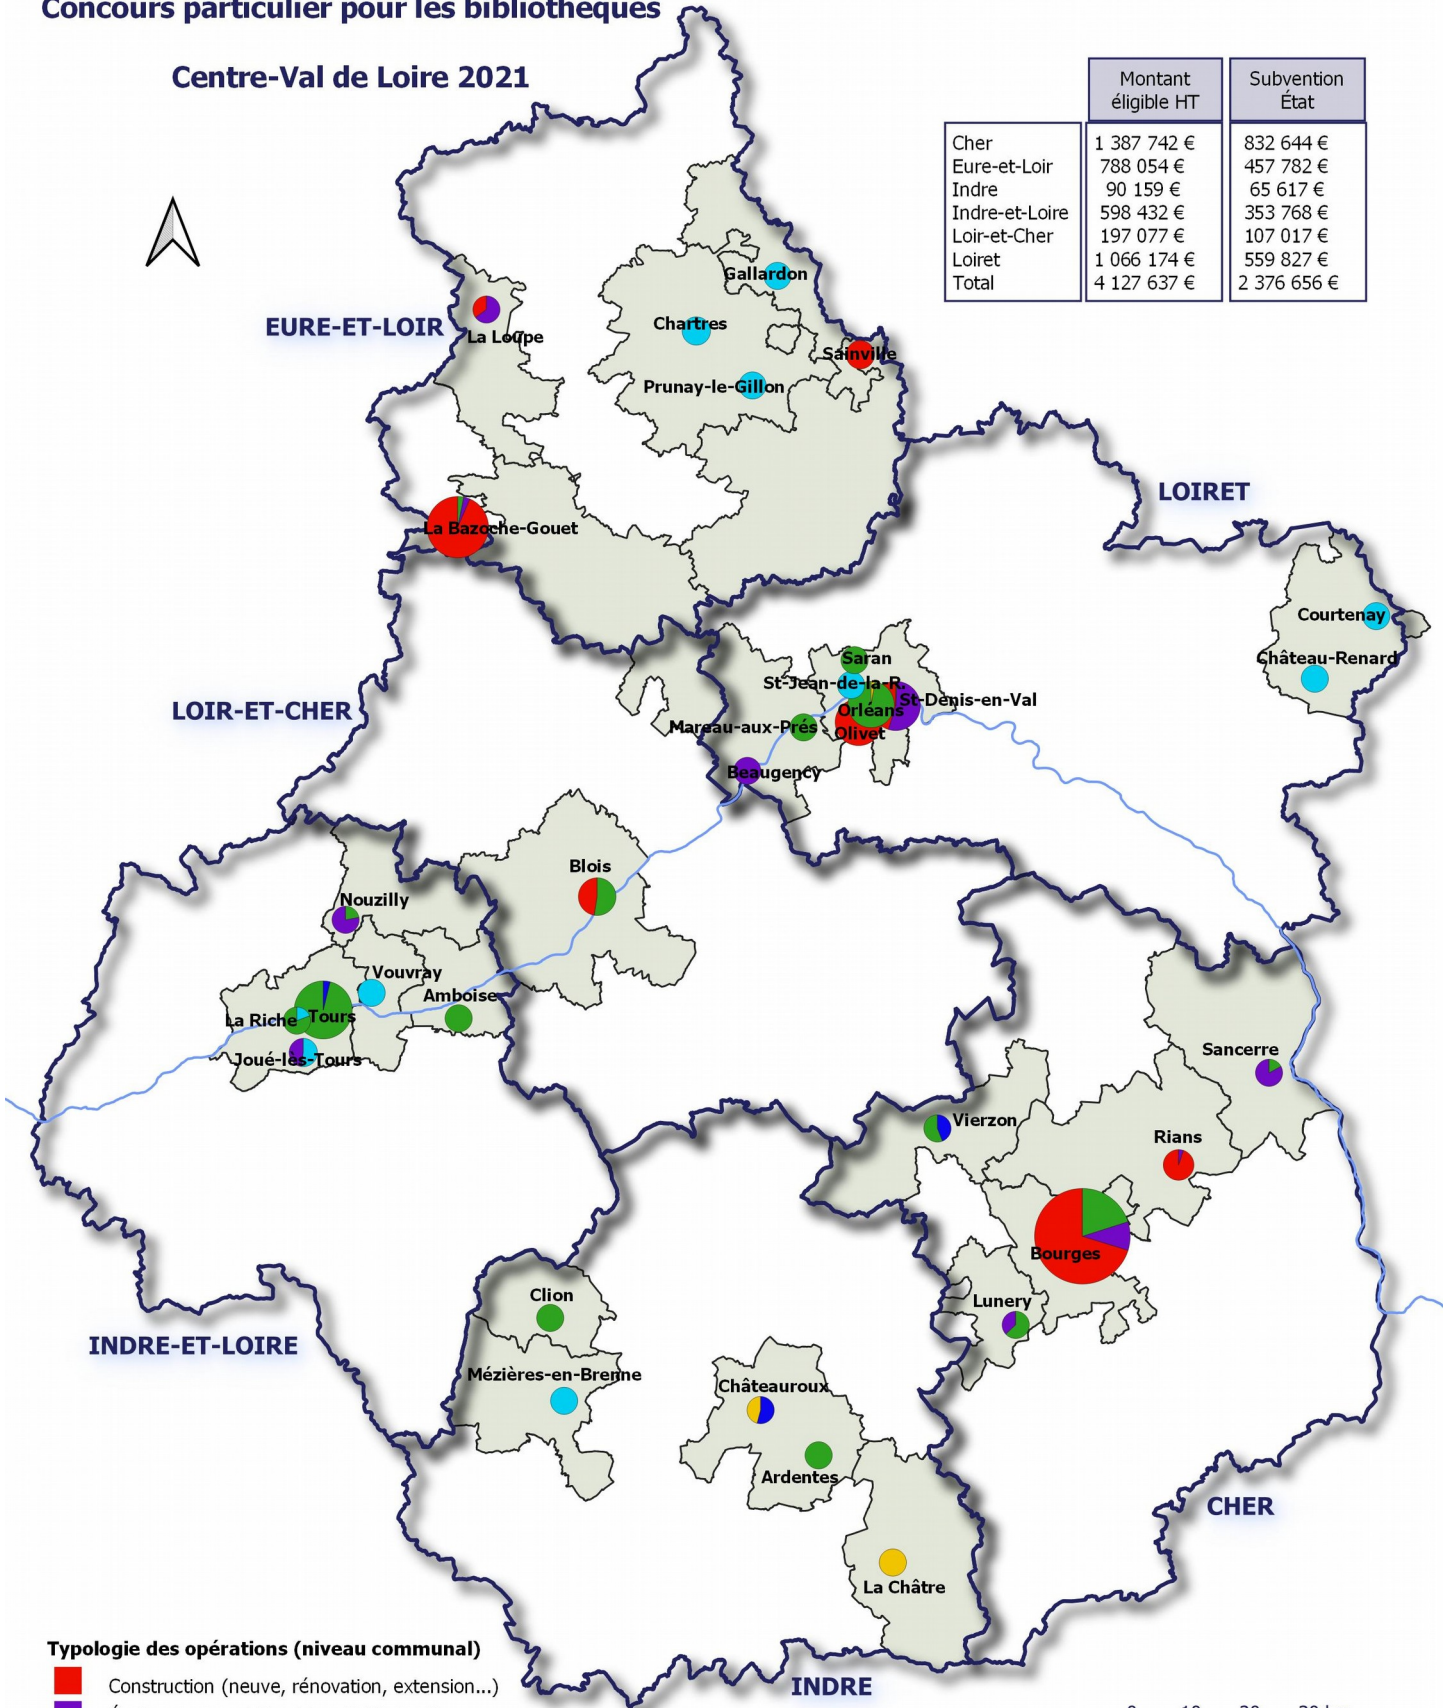 Concours particulier pour les bibliothèques
Centre-Val de Loire 2021
Montant éligible HT
Subvention État
Cher 1 387 742 € 832 644 €
Eure-et-Loir 788 054 € 457 782 €
Indre 90 159 € 65 617 €
Indre-et-Loire 598 432 € 353 768 €
Loir-et-Cher 197 077 € 107 017 €
Loiret 1 066 174 € 559 827 €
Total 4 127 637 € 2 376 656 €
Gallardon
Chartres
EURE-ET-LOIR
La Loupe
Sainville
Prunay-le-Gillon
LOIRET
La Bazoche-Gouet
Courtenay
Château-Renard
Saran
St-Jean-de-la-R.
St-Denis-en-Val
LOIR-ET-CHER
Orléans
Mareau-aux-Prés
Olivet
Beaugency
Blois
Nouzilly
Vouvray
Amboise
La Riche
Tours
Joué-les-Tours
Sancerre
Vierzon
Rians
Bourges
Clion
Lunery
INDRE-ET-LOIRE
Mézières-en-Brenne
Châteauroux
Ardentes
CHER
La Châtre
Typologie des opérations (niveau communal)
Construction (neuve, rénovation, extension...)
INDRE